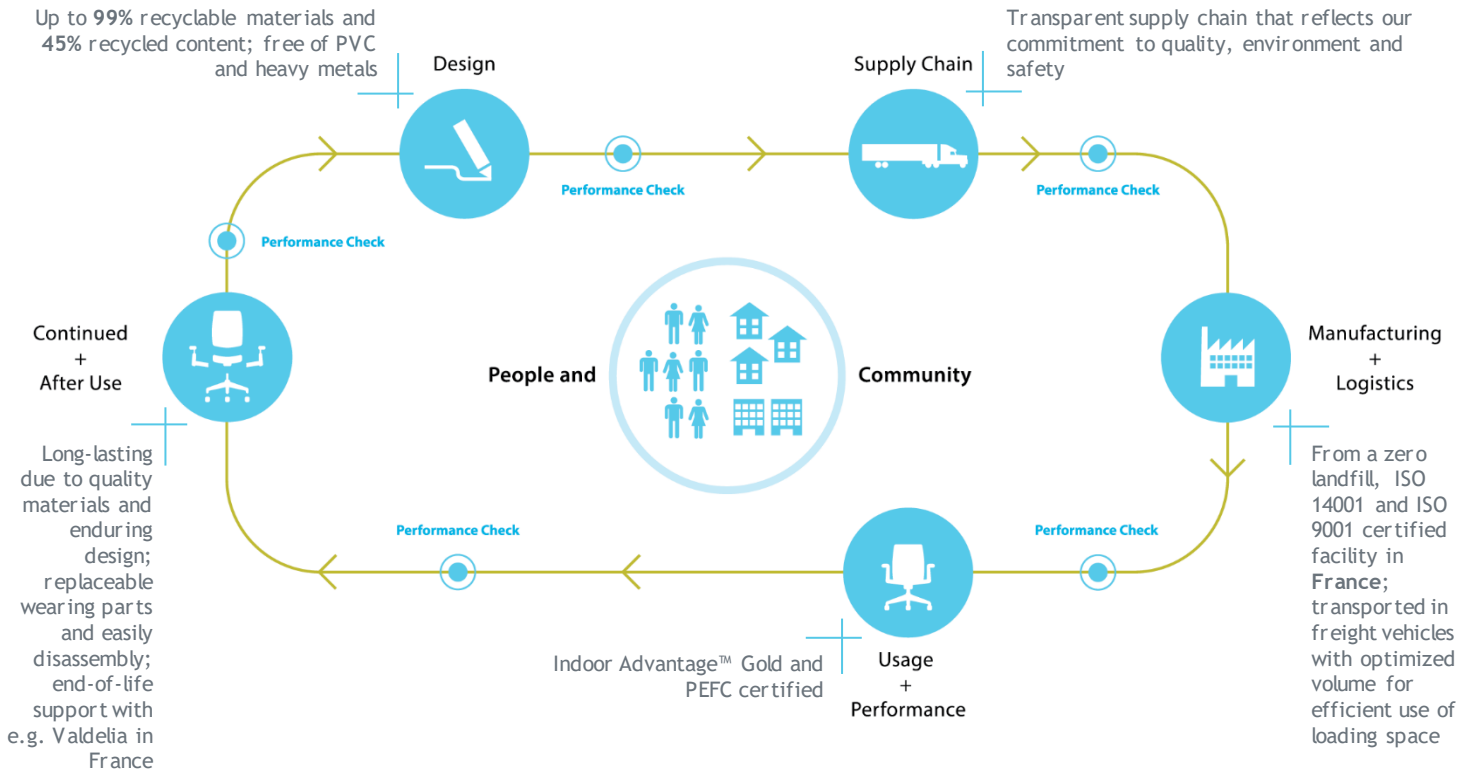 Up to 99% recyclable materials and
45% recycled content; free of PVC
and heavy metals
Design
Supply Chain
Transparent supply chain that reflects our
commitment to quality, environment and
safety
Performance Check
Performance Check
Performance Check
Continued
+
After Use
People and
Community
Manufacturing
+
Logistics
Long-lasting
due to quality
materials and
enduring
design;
replaceable
wearing parts
and easily
disassembly;
end-of-life
support with
e.g. Valdelia in
France
From a zero
landfill, ISO
14001 and ISO
9001 certified
facility in
France;
transported in
freight vehicles
with optimized
volume for
efficient use of
loading space
Performance Check
Performance Check
Indoor Advantage™ Gold and
PEFC certified
Usage
+
Performance